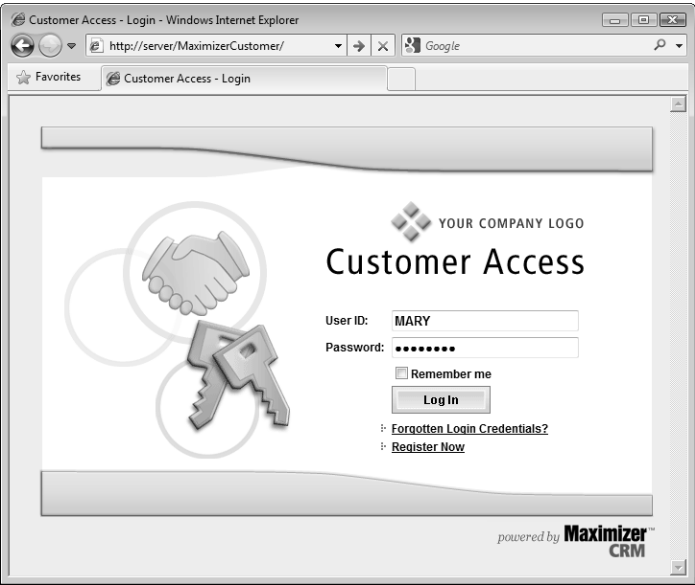 Customer Access - Login - Windows Internet Explorer
http://server/MaximizerCustomer/
Google
Favorites
Customer Access - Login
YOUR COMPANY LOGO
Customer Access
User ID: MARY
Password: ••••••••
Remember me
Log In
Forgotten Login Credentials?
Register Now
powered by Maximizer™
CRM